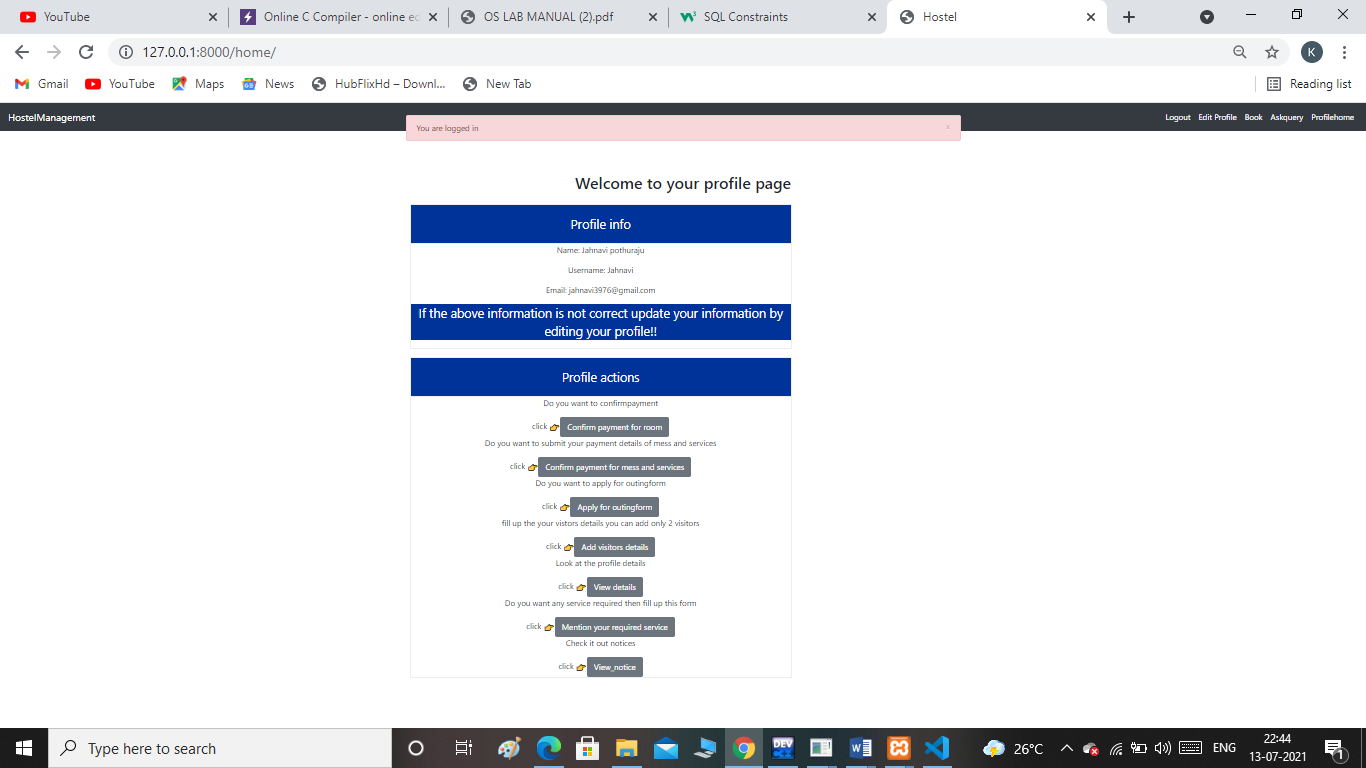 YouTube
Online C Compiler - online ec
OS LAB MANUAL (2).pdf
SQL Constraints
Hostel
127.0.0.1:8000/home/
K
Gmail
YouTube
Maps
News
HubFlixHd – Downl...
New Tab
Reading list
HostelManagement
You are logged in
x
Logout Edit Profile Book Askquery Profilehome
Welcome to your profile page
Profile info
Name: Jahnavi pothuraju
Username: Jahnavi
Email: jahnavi3976@gmail.com
If the above information is not correct update your information by
editing your profile!!
Profile actions
Do you want to confirmpayment
click 👉 Confirm payment for room
Do you want to submit your payment details of mess and services
click 👉 Confirm payment for mess and services
Do you want to apply for outingform
click 👉 Apply for outingform
fill up the your vistors details you can add only 2 visitors
click 👉 Add visitors details
Look at the profile details
click 👉 View details
Do you want any service required then fill up this form
click 👉 Mention your required service
Check it out notices
click 👉 View_notice
Type here to search
26°C
ENG
22:44
13-07-2021
1